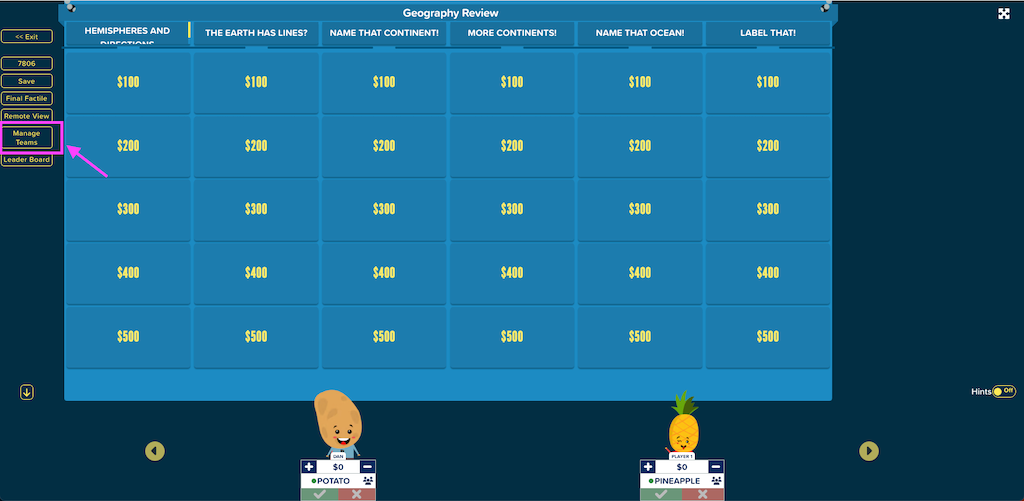 Geography Review
<< Exit
7806
Save
Final Factile
Remote View
Manage
Teams
Leader Board
HEMISPHERES AND
DIRECTIONS
THE EARTH HAS LINES?
NAME THAT CONTINENT!
MORE CONTINENTS!
NAME THAT OCEAN!
LABEL THAT!
$100 $100 $100 $100 $100 $100
$200 $200 $200 $200 $200 $200
$300 $300 $300 $300 $300 $300
$400 $400 $400 $400 $400 $400
$500 $500 $500 $500 $500 $500
Hints Off
DAN
+ $0 −
POTATO
PLAYER 1
+ $0 −
PINEAPPLE